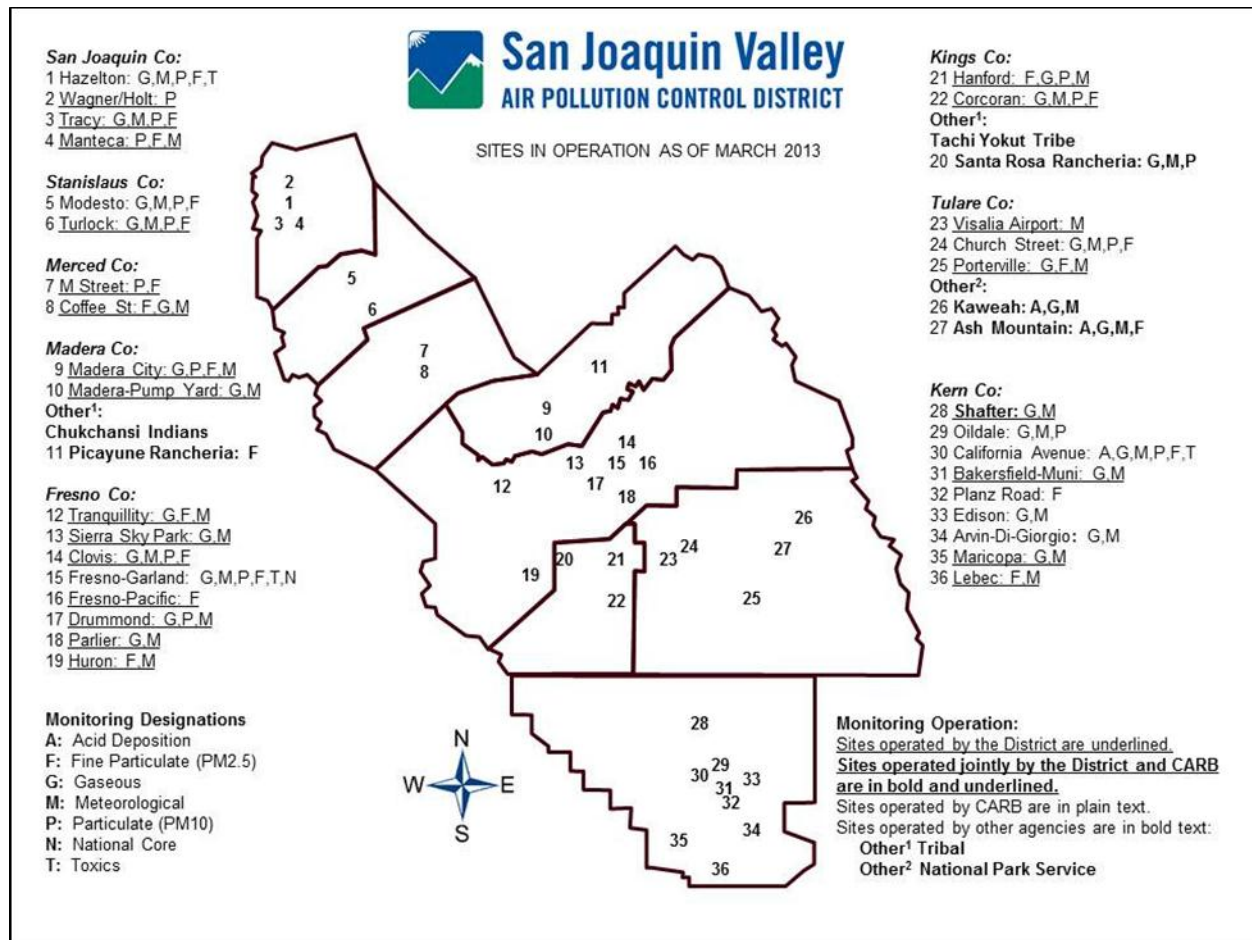 San Joaquin Valley
AIR POLLUTION CONTROL DISTRICT
SITES IN OPERATION AS OF MARCH 2013
San Joaquin Co:
1 Hazelton: G,M,P,F,T
2 Wagner/Holt: P
3 Tracy: G,M,P,F
4 Manteca: P,F,M
Stanislaus Co:
5 Modesto: G,M,P,F
6 Turlock: G,M,P,F
Merced Co:
7 M Street: P,F
8 Coffee St: F,G,M
Madera Co:
9 Madera City: G,P,F,M
10 Madera-Pump Yard: G,M
Other¹:
Chukchansi Indians
11 Picayune Rancheria: F
Fresno Co:
12 Tranquillity: G,F,M
13 Sierra Sky Park: G,M
14 Clovis: G,M,P,F
15 Fresno-Garland: G,M,P,F,T,N
16 Fresno-Pacific: F
17 Drummond: G,P,M
18 Parlier: G,M
19 Huron: F,M
Monitoring Designations
A: Acid Deposition
F: Fine Particulate (PM2.5)
G: Gaseous
M: Meteorological
P: Particulate (PM10)
N: National Core
T: Toxics
2
1
3 4
5
6
7
8
11
9
10
14
13 15 16
12 17
18
26
20 21 23 24 27
19
22 25
28
29
30 33
31
32
34
35
36
N
W E
S
Kings Co:
21 Hanford: F,G,P,M
22 Corcoran: G,M,P,F
Other¹:
Tachi Yokut Tribe
20 Santa Rosa Rancheria: G,M,P
Tulare Co:
23 Visalia Airport: M
24 Church Street: G,M,P,F
25 Porterville: G,F,M
Other²:
26 Kaweah: A,G,M
27 Ash Mountain: A,G,M,F
Kern Co:
28 Shafter: G,M
29 Oildale: G,M,P
30 California Avenue: A,G,M,P,F,T
31 Bakersfield-Muni: G,M
32 Planz Road: F
33 Edison: G,M
34 Arvin-Di-Giorgio: G,M
35 Maricopa: G,M
36 Lebec: F,M
Monitoring Operation:
Sites operated by the District are underlined.
Sites operated jointly by the District and CARB
are in bold and underlined.
Sites operated by CARB are in plain text.
Sites operated by other agencies are in bold text:
Other¹ Tribal
Other² National Park Service